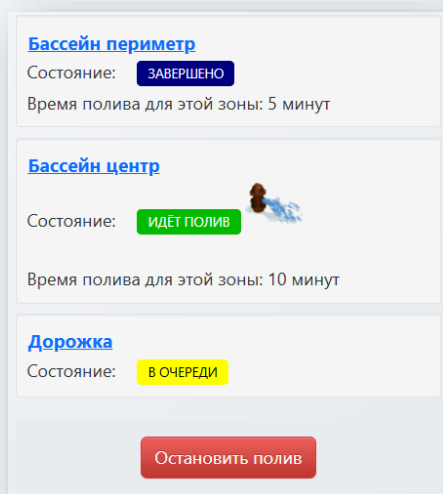 Бассейн периметр
Состояние: ЗАВЕРШЕНО
Время полива для этой зоны: 5 минут
Бассейн центр
Состояние: ИДЁТ ПОЛИВ
Время полива для этой зоны: 10 минут
Дорожка
Состояние: В ОЧЕРЕДИ
Остановить полив